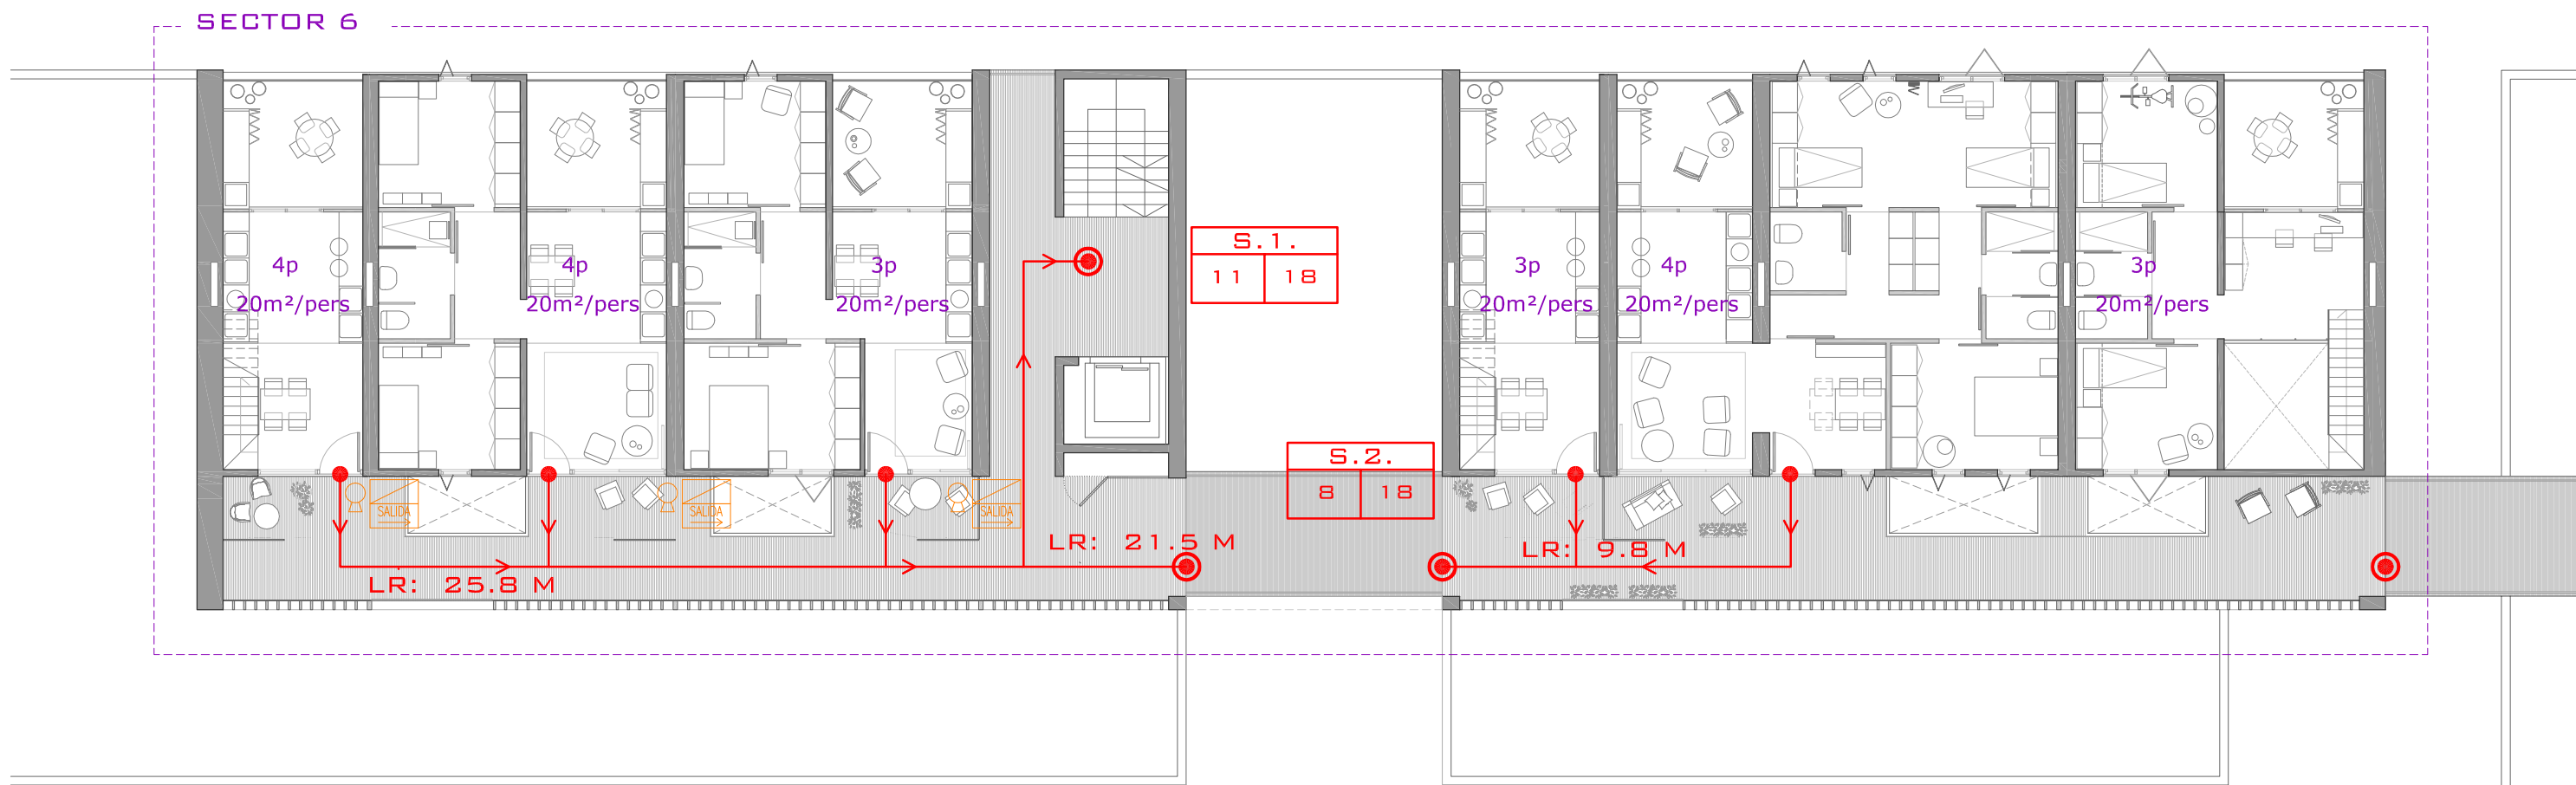 SECTOR 6
S.1.
11 18
4p
20m²/pers
4p
20m²/pers
3p
20m²/pers
3p
20m²/pers
4p
20m²/pers
3p
20m²/pers
S.2.
8 18
SALIDA
SALIDA
SALIDA
LR: 21.5 M
LR: 9.8 M
LR: 25.8 M